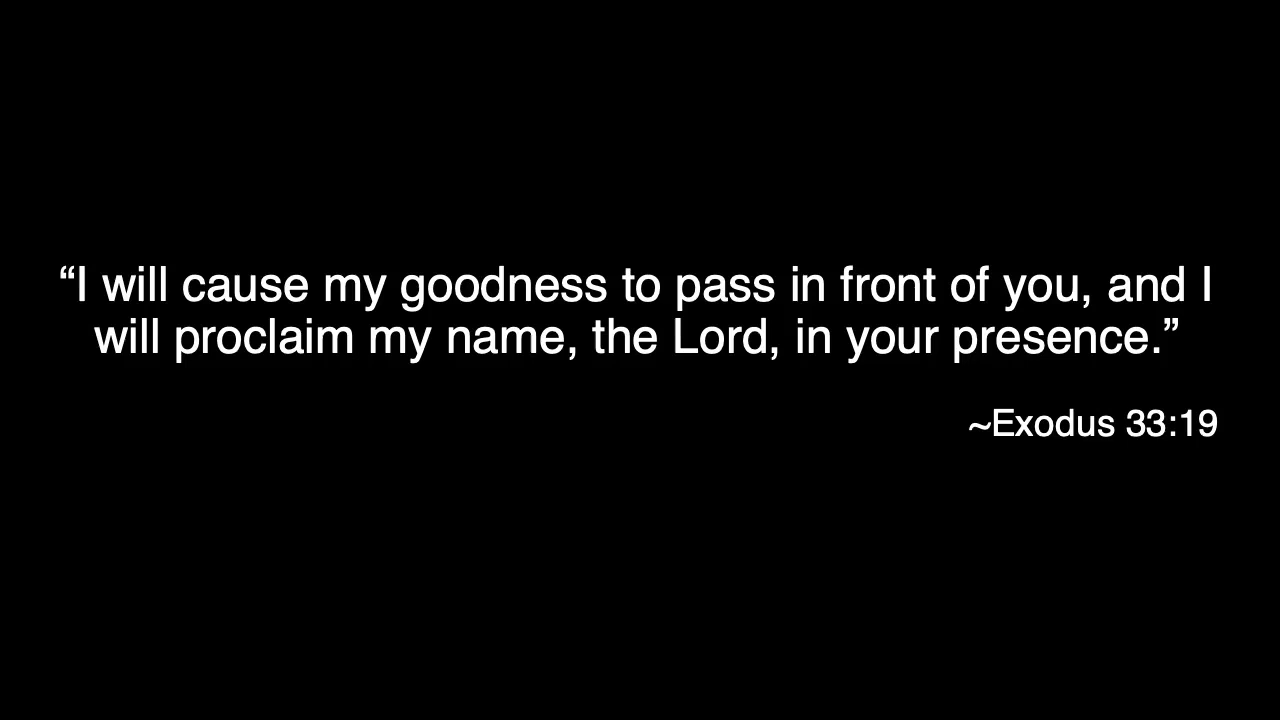 “I will cause my goodness to pass in front of you, and I
will proclaim my name, the Lord, in your presence.”
~Exodus 33:19